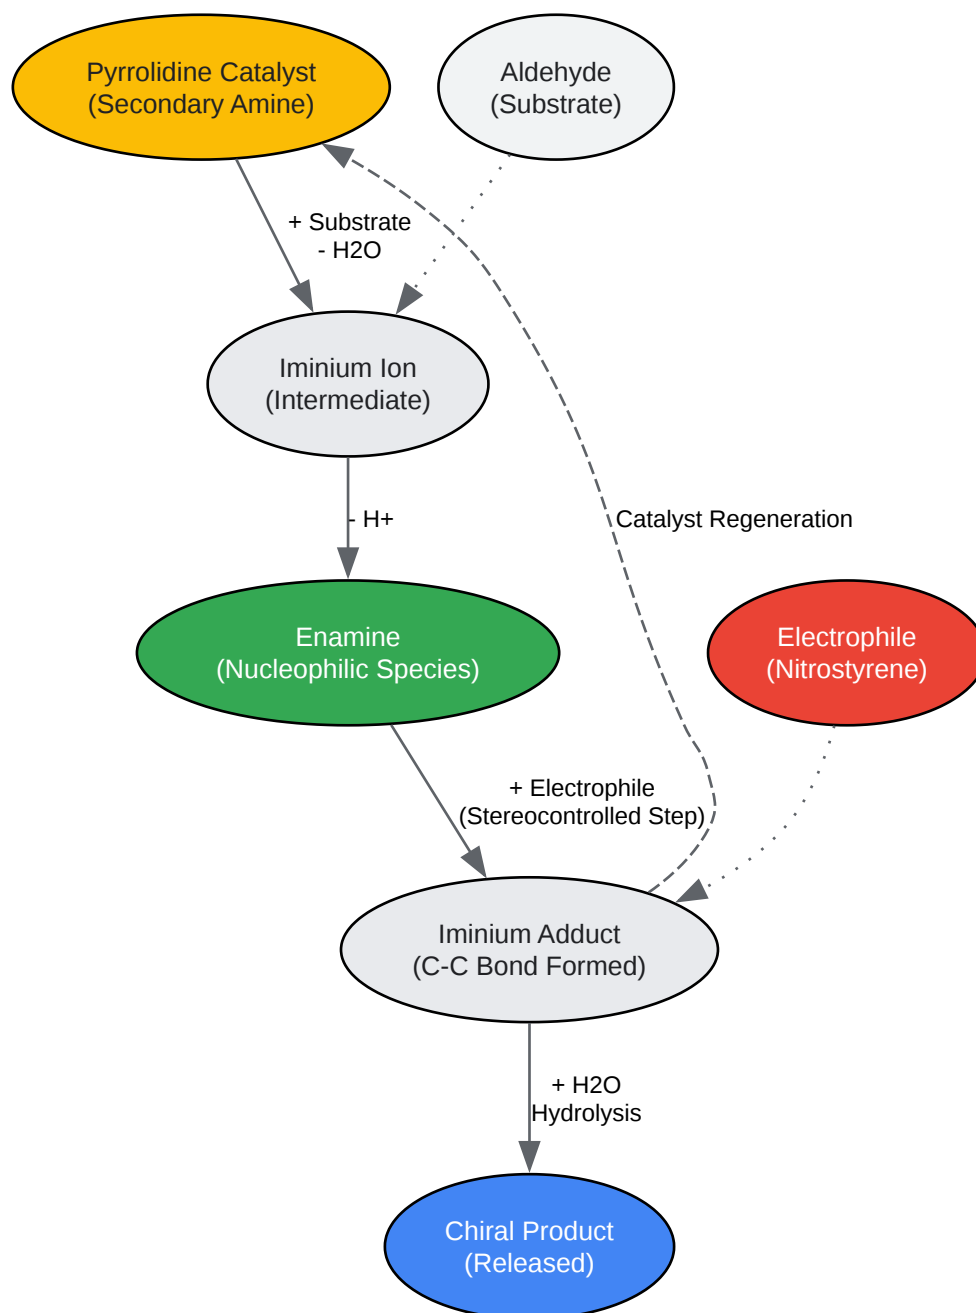 Pyrrolidine Catalyst
(Secondary Amine)
Aldehyde
(Substrate)
+ Substrate
- H2O
Iminium Ion
(Intermediate)
- H+
Catalyst Regeneration
Enamine
(Nucleophilic Species)
Electrophile
(Nitrostyrene)
+ Electrophile
(Stereocontrolled Step)
Iminium Adduct
(C-C Bond Formed)
+ H2O
Hydrolysis
Chiral Product
(Released)